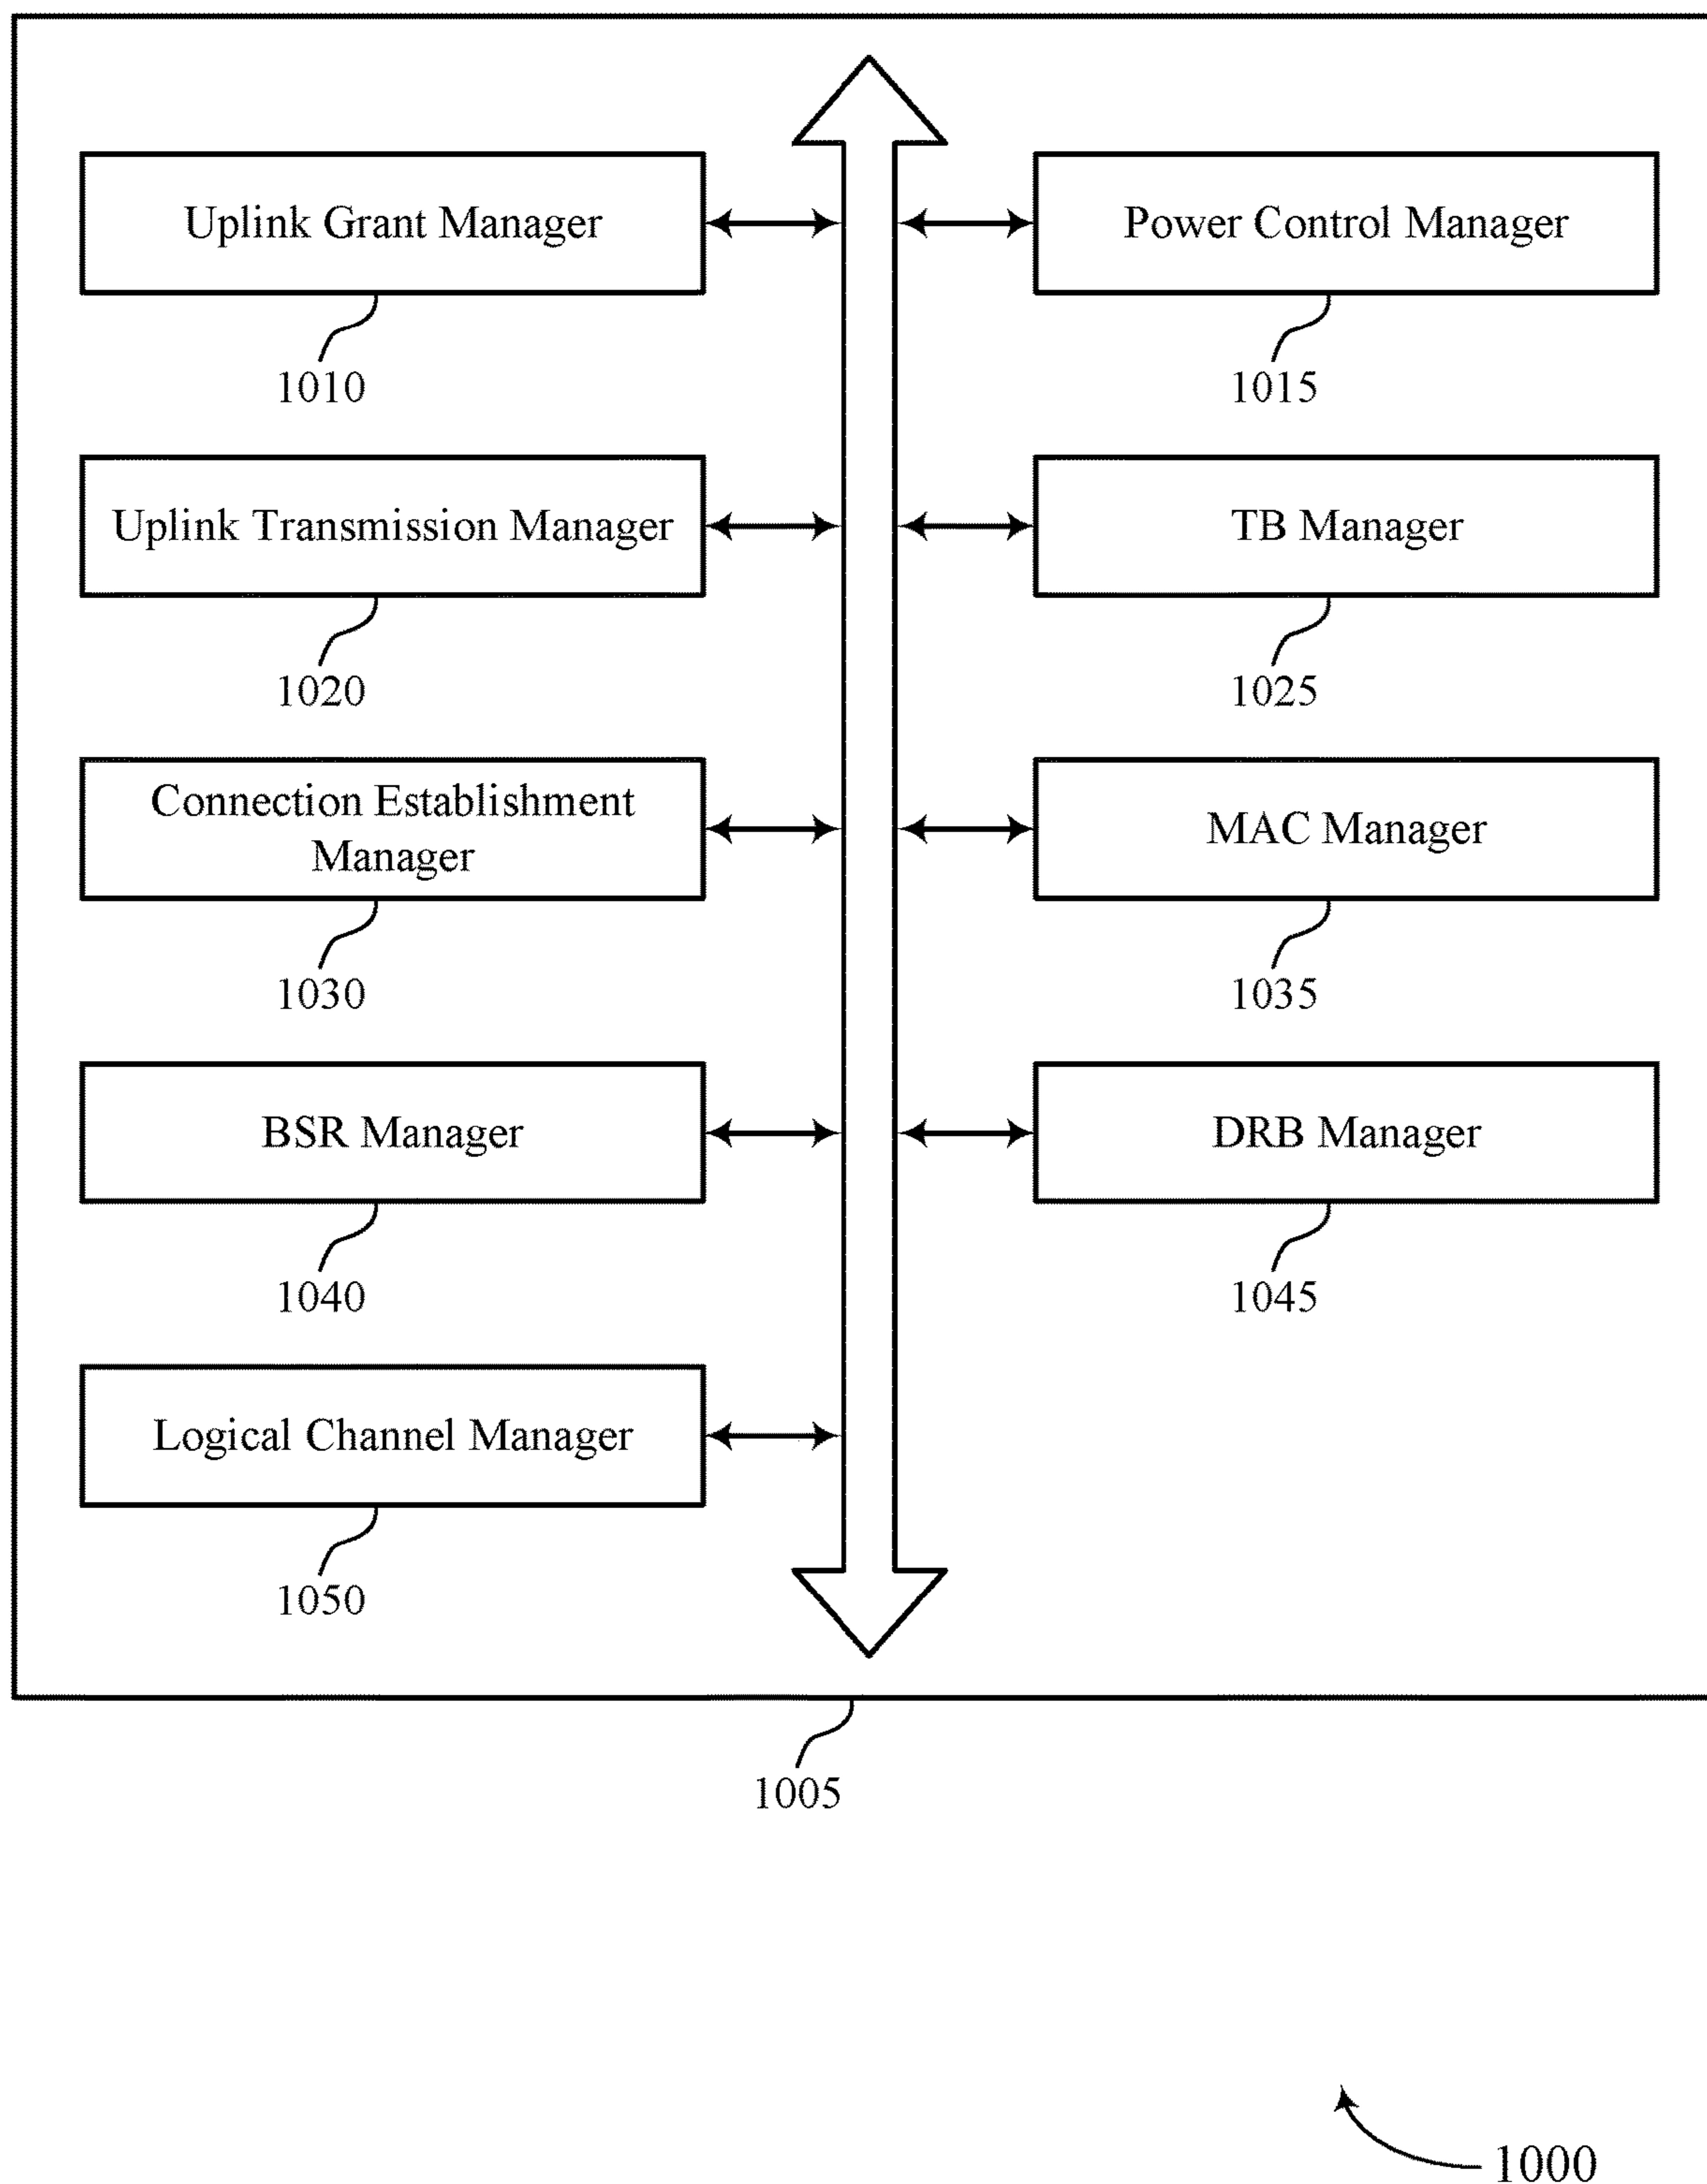 Uplink Grant Manager
Power Control Manager
1010
1015
Uplink Transmission Manager
TB Manager
1020
1025
Connection Establishment
Manager
MAC Manager
1030
1035
BSR Manager
DRB Manager
1040
1045
Logical Channel Manager
1050
1005
1000